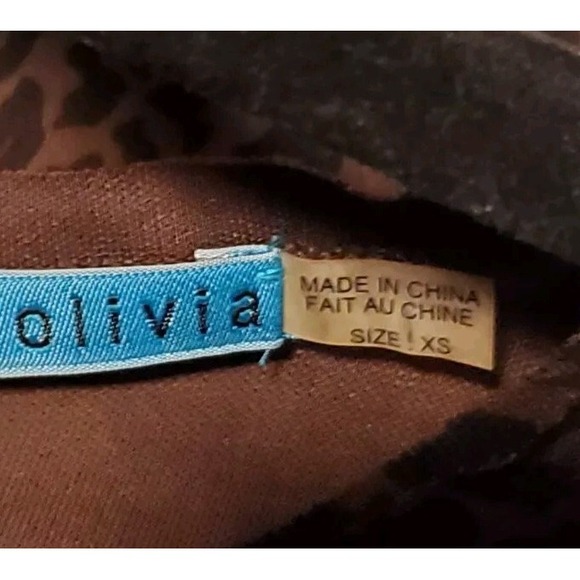 olivia
MADE IN CHINA
FAIT AU CHINE
SIZE : XS